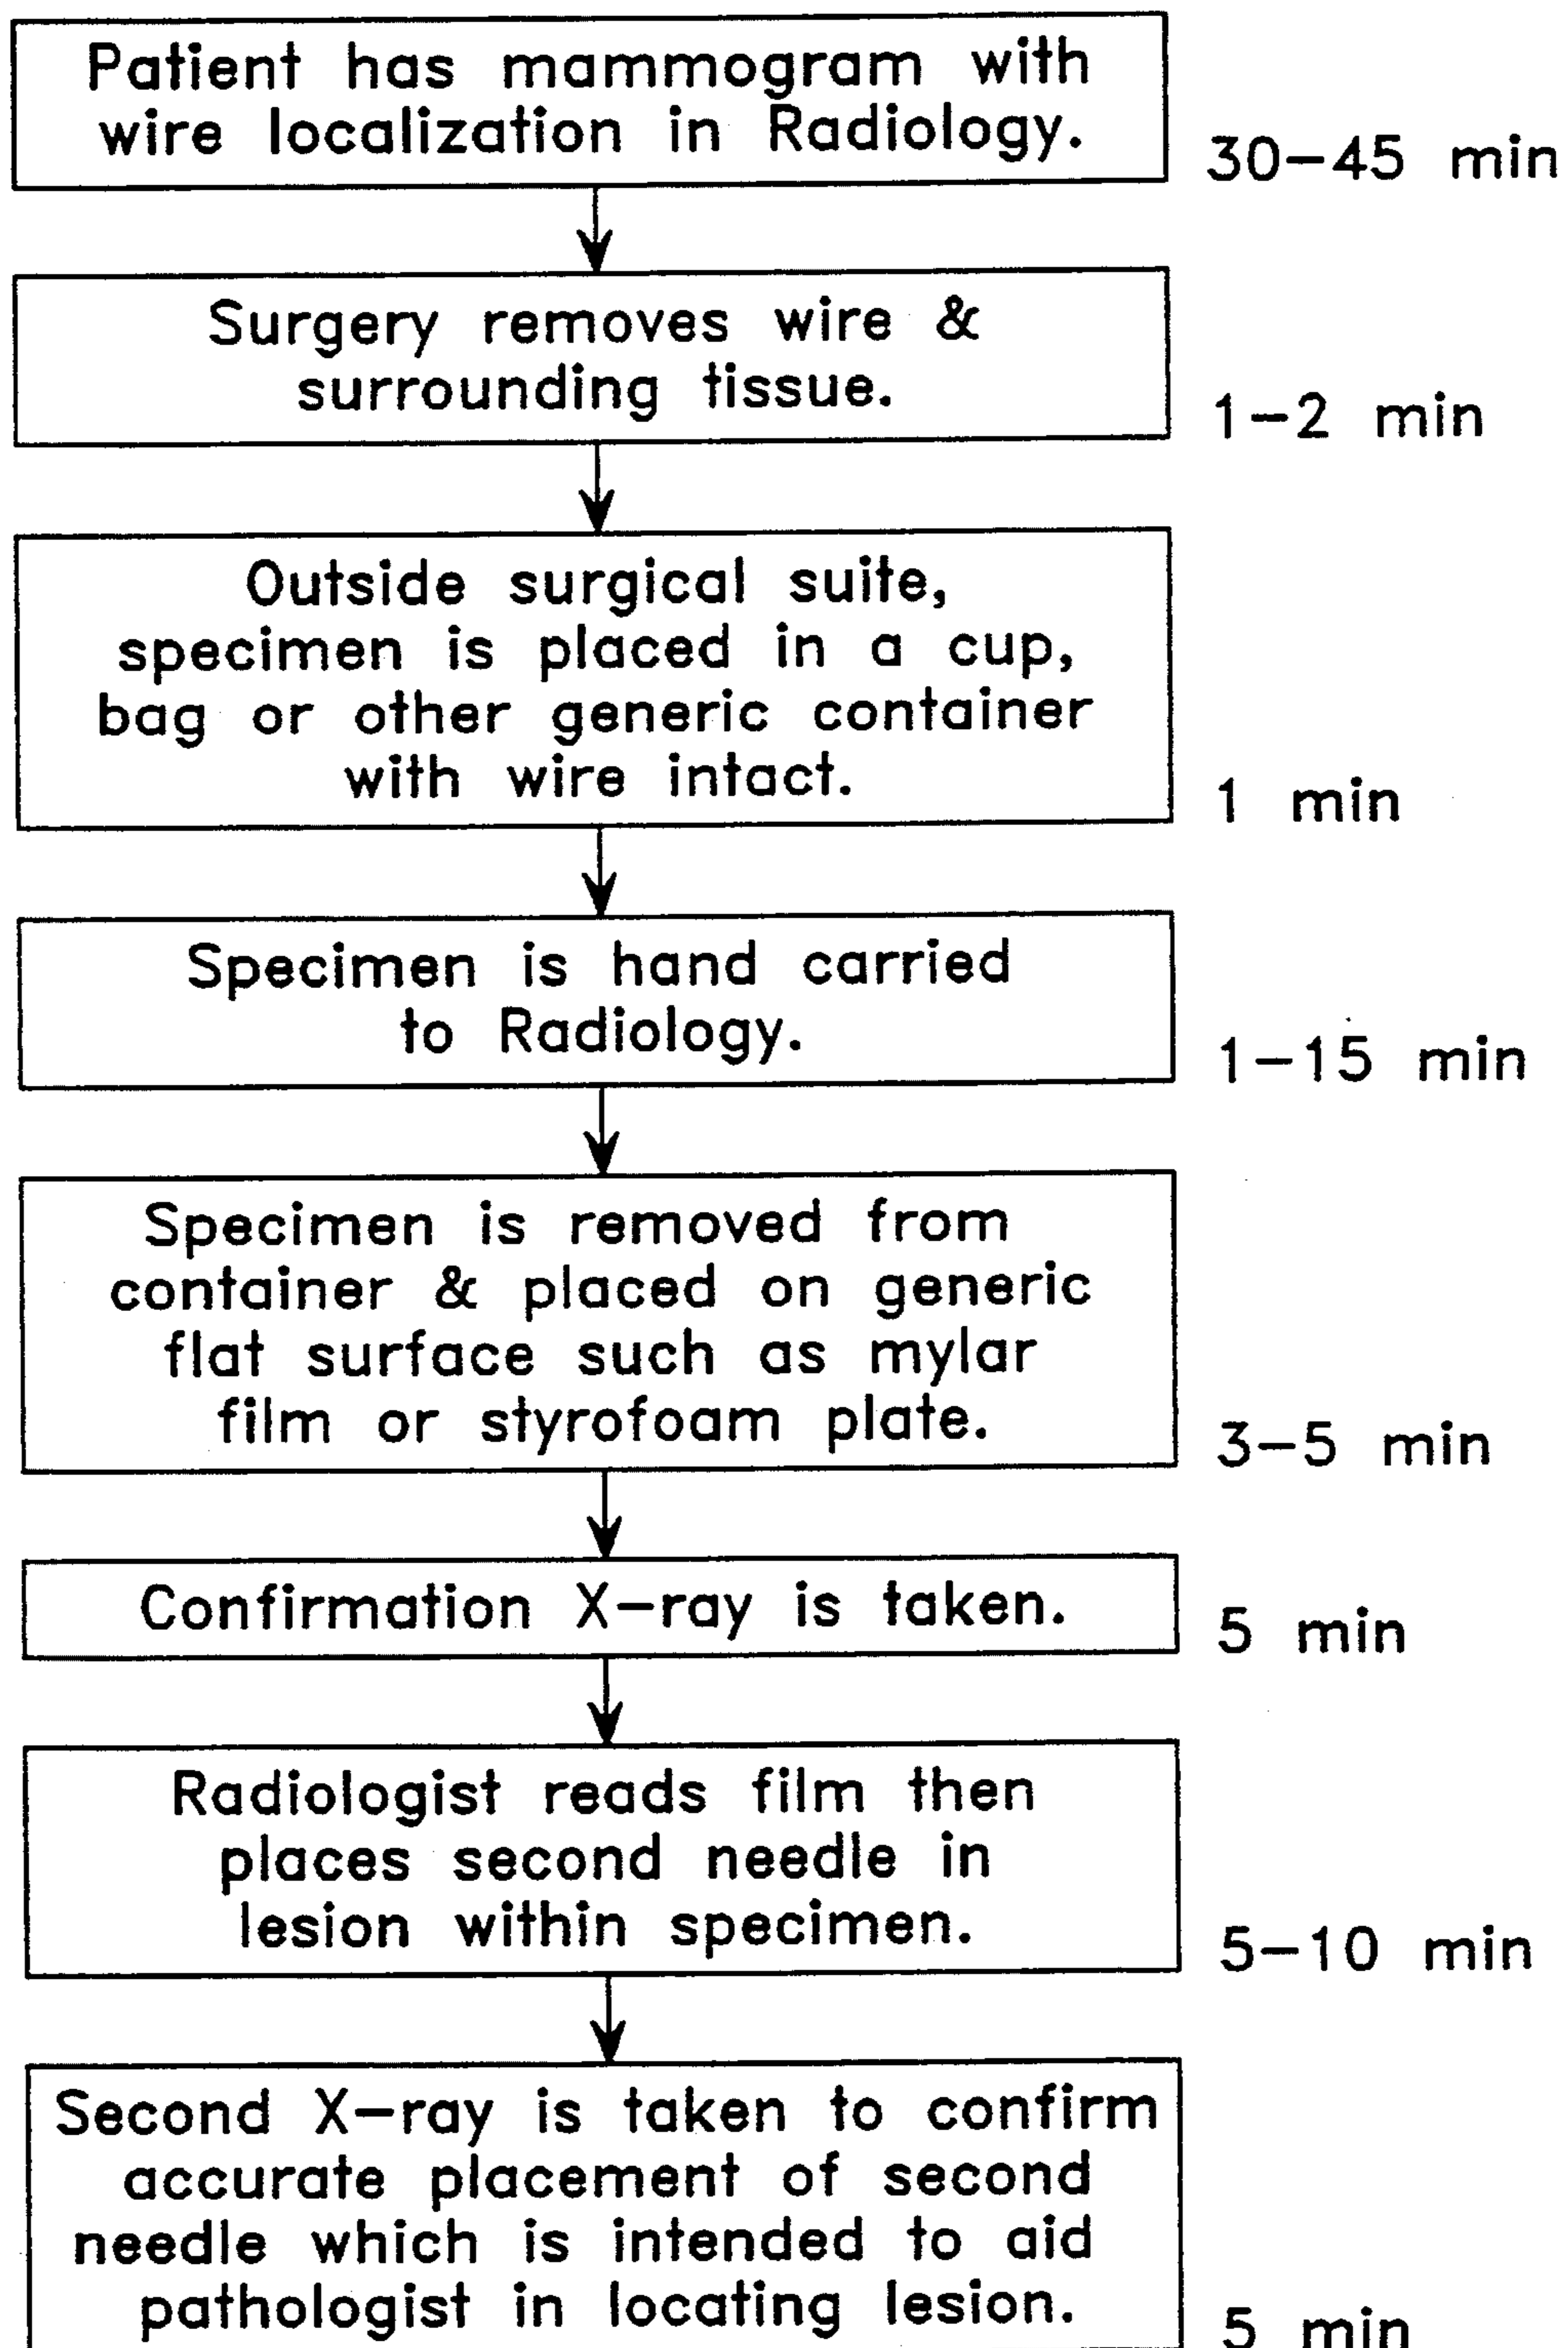 Patient has mammogram with
wire localization in Radiology.
30–45 min
Surgery removes wire &
surrounding tissue.
1–2 min
Outside surgical suite,
specimen is placed in a cup,
bag or other generic container
with wire intact.
1 min
Specimen is hand carried
to Radiology.
1–15 min
Specimen is removed from
container & placed on generic
flat surface such as mylar
film or styrofoam plate.
3–5 min
Confirmation X–ray is taken.
5 min
Radiologist reads film then
places second needle in
lesion within specimen.
5–10 min
Second X–ray is taken to confirm
accurate placement of second
needle which is intended to aid
pathologist in locating lesion.
5 min